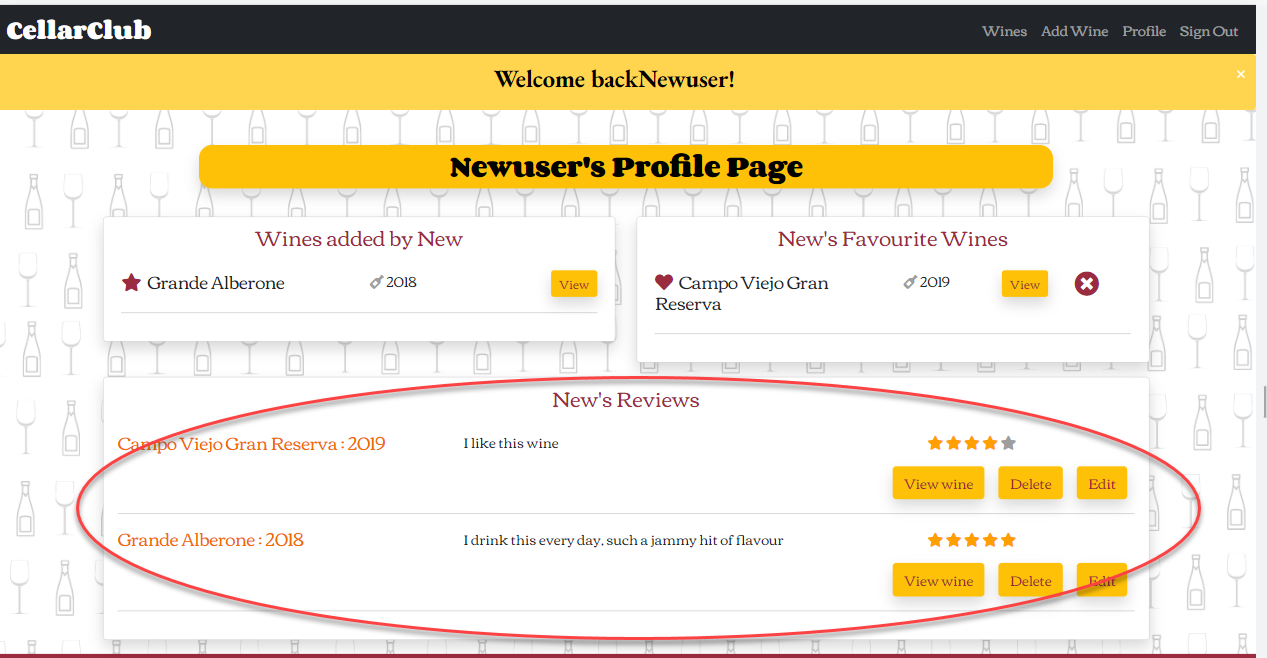 CellarClub
Wines Add Wine Profile Sign Out
Welcome backNewuser!
×
Newuser's Profile Page
Wines added by New
Grande Alberone 2018 View
New's Favourite Wines
Campo Viejo Gran 2019 View
Reserva
New's Reviews
Campo Viejo Gran Reserva : 2019 I like this wine
View wine Delete Edit
Grande Alberone : 2018 I drink this every day, such a jammy hit of flavour
View wine Delete Edit